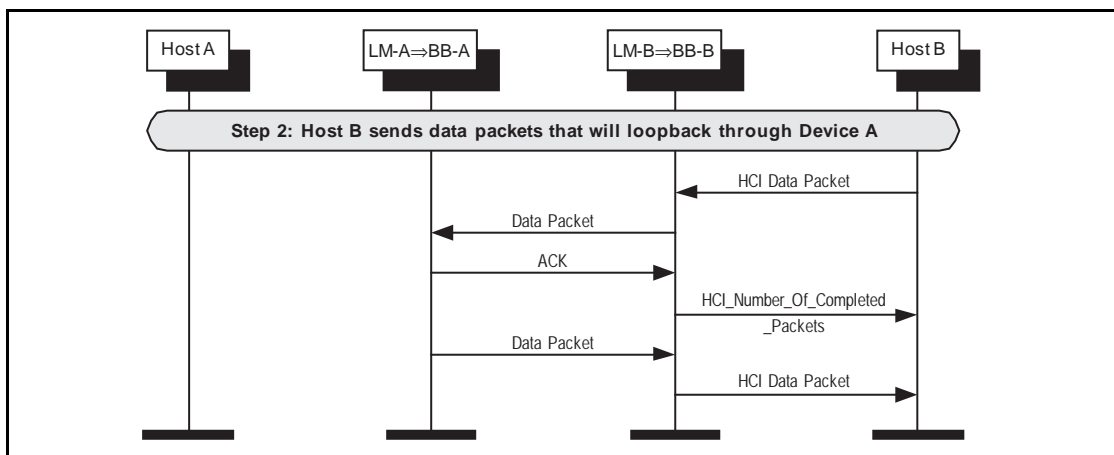 Host A
LM-A⇒BB-A
LM-B⇒BB-B
Host B
Step 2: Host B sends data packets that will loopback through Device A
HCI Data Packet
Data Packet
ACK
HCI_Number_Of_Completed
_Packets
Data Packet
HCI Data Packet